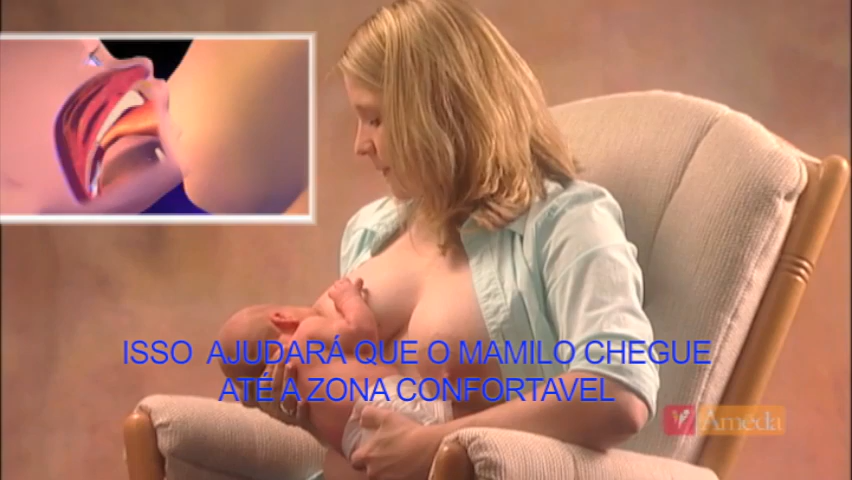 ISSO AJUDARÁ QUE O MAMILO CHEGUE
ATÉ A ZONA CONFORTAVEL
Ameda